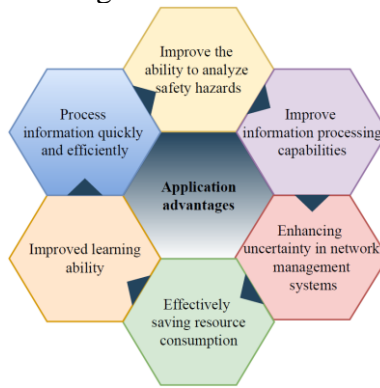 Improve the
ability to analyze
safety hazards
Process
information quickly
and efficiently
Improve
information processing
capabilities
Application
advantages
Improved learning
ability
Enhancing
uncertainty in network
management
systems
Effectively
saving resource
consumption